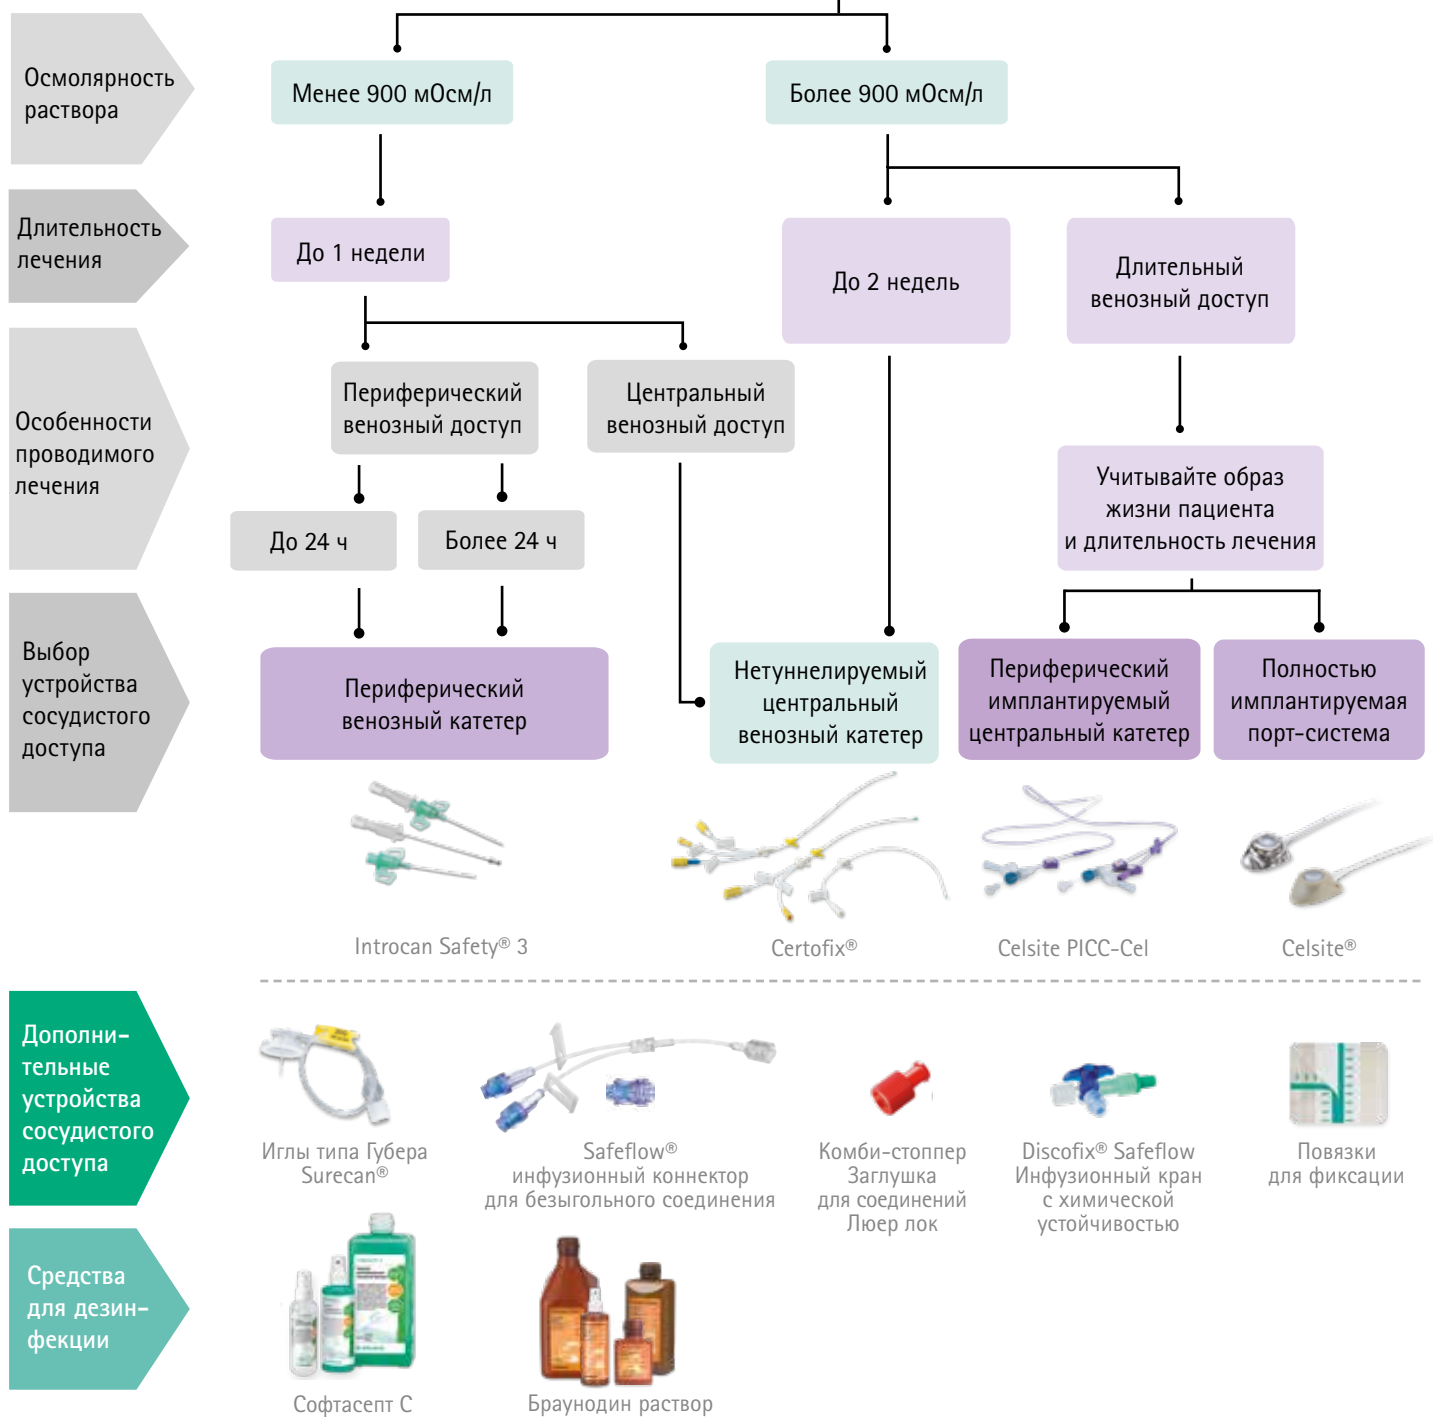 Осмолярность
раствора
Менее 900 мОсм/л
Более 900 мОсм/л
Длительность
лечения
До 1 недели
До 2 недель
Длительный
венозный доступ
Особенности
проводимого
лечения
Периферический
венозный доступ
Центральный
венозный доступ
Учитывайте образ
жизни пациента
и длительность лечения
До 24 ч
Более 24 ч
Выбор
устройства
сосудистого
доступа
Периферический
венозный катетер
Нетуннелируемый
центральный
венозный катетер
Периферический
имплантируемый
центральный катетер
Полностью
имплантируемая
порт-система
Introcan Safety® 3
Certofix®
Celsite PICC-Cel
Celsite®
Дополни-
тельные
устройства
сосудистого
доступа
Иглы типа Губера
Surecan®
Safeflow®
инфузионный коннектор
для безыгольного соединения
Комби-стоппер
Заглушка
для соединений
Люер лок
Discofix® Safeflow
Инфузионный кран
с химической
устойчивостью
Повязки
для фиксации
Средства
для дезин-
фекции
Софтасепт С
Браунодин раствор